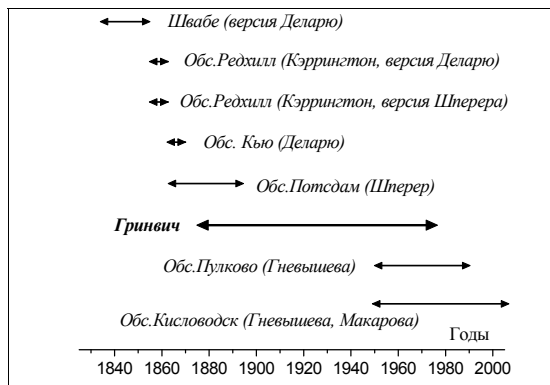 Швабе (версия Деларю)
Обс.Редхилл (Кэррингтон, версия Деларю)
Обс.Редхилл (Кэррингтон, версия Шперера)
Обс. Кью (Деларю)
Обс.Потсдам (Шперер)
Гринвич
Обс.Пулково (Гневышева)
Обс.Кисловодск (Гневышева, Макарова)
Годы
1840 1860 1880 1900 1920 1940 1960 1980 2000